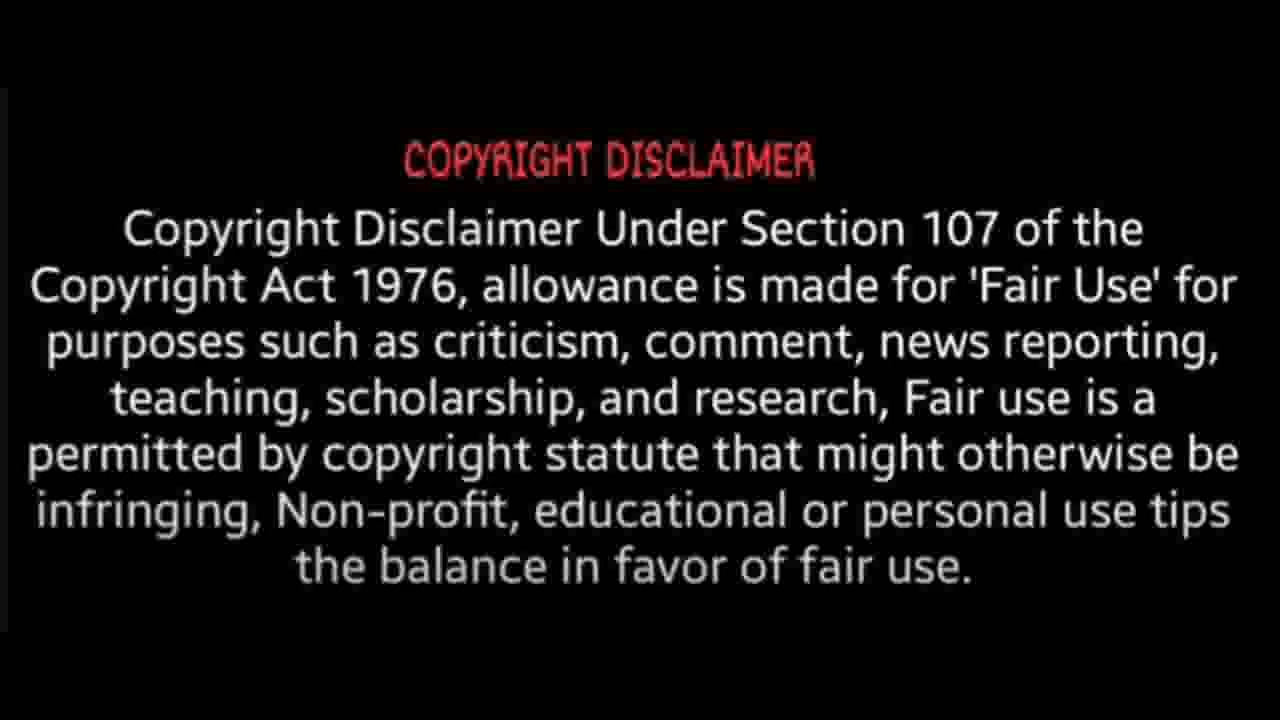 COPYRIGHT DISCLAIMER
Copyright Disclaimer Under Section 107 of the
Copyright Act 1976, allowance is made for 'Fair Use' for
purposes such as criticism, comment, news reporting,
teaching, scholarship, and research, Fair use is a
permitted by copyright statute that might otherwise be
infringing, Non-profit, educational or personal use tips
the balance in favor of fair use.